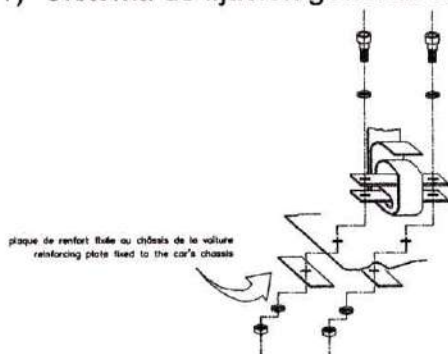 plaque de renfort fixée au châssis de la voiture
reinforcing plate fixed to the car's chassis